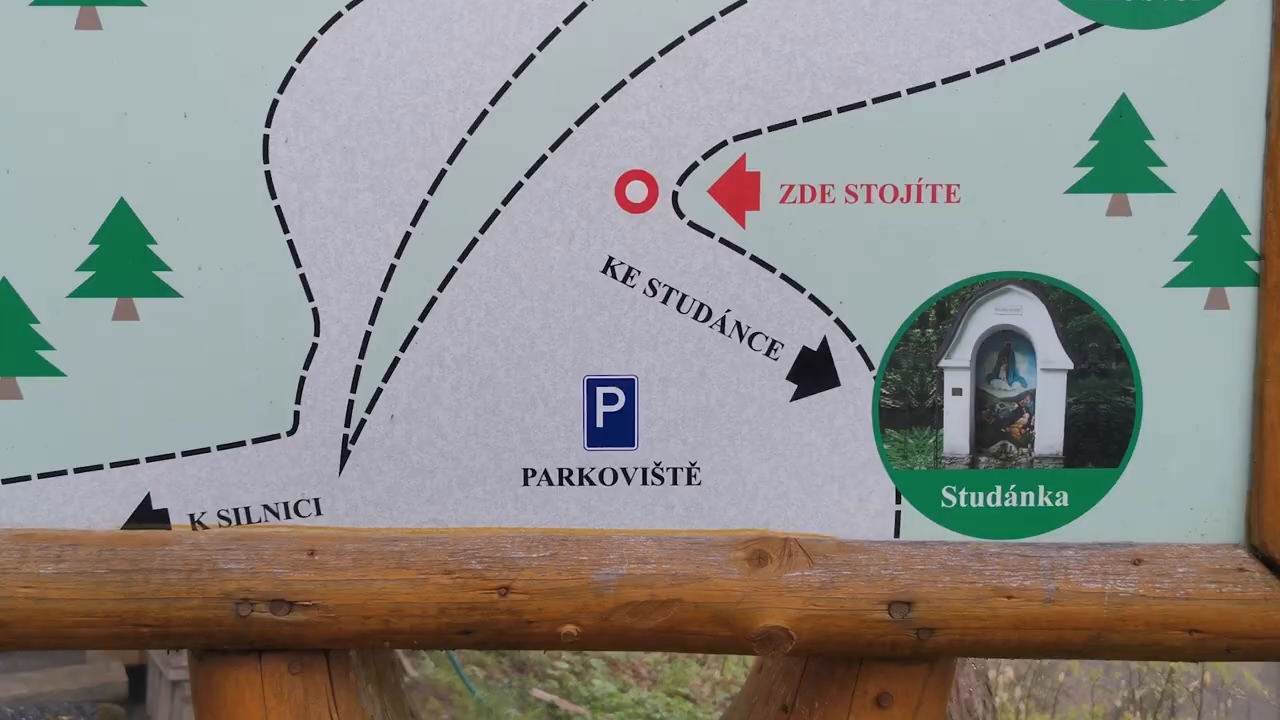 ZDE STOJÍTE
KE STUDÁNCE
P
PARKOVIŠTĚ
Studánka
K SILNICI